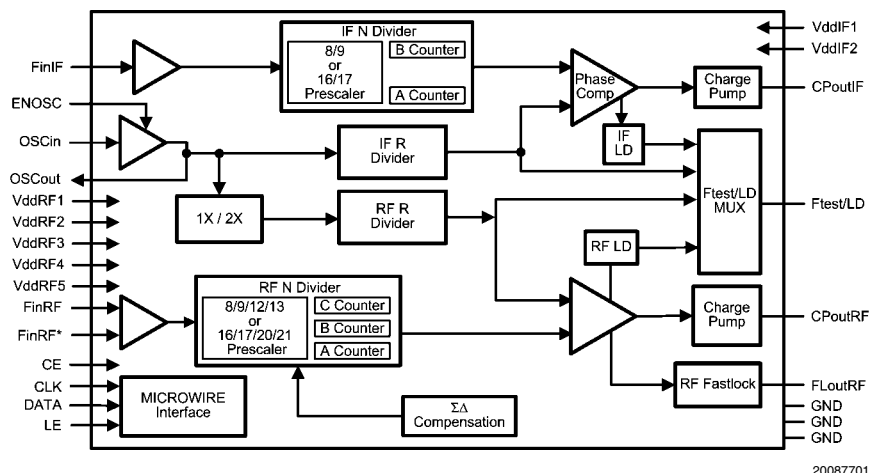 IF N Divider
8/9
or
16/17
Prescaler
B Counter
A Counter
VddIF1
VddIF2
FinIF
Phase
Comp
Charge
Pump
CPoutIF
ENOSC
OSCin
IF R
Divider
IF
LD
OSCout
VddRF1
VddRF2
VddRF3
VddRF4
VddRF5
1X / 2X
RF R
Divider
Ftest/LD
MUX
Ftest/LD
RF LD
RF N Divider
8/9/12/13
or
16/17/20/21
Prescaler
C Counter
B Counter
A Counter
FinRF
FinRF*
Charge
Pump
CPoutRF
CE
CLK
DATA
LE
MICROWIRE
Interface
ΣΔ
Compensation
RF Fastlock
FLoutRF
GND
GND
GND
20087701